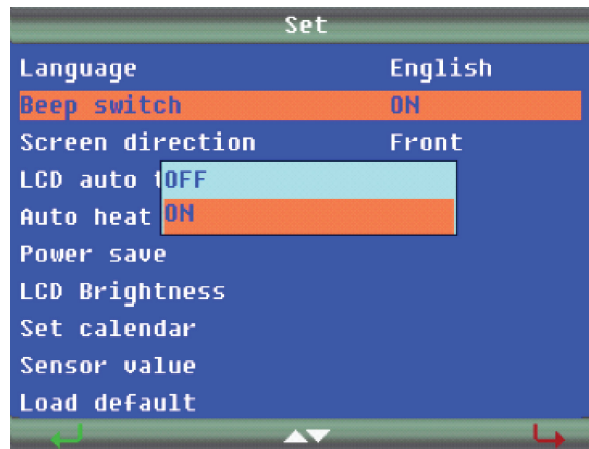 Set
Language English
Beep switch ON
Screen direction Front
LCD auto
OFF
Auto heat
ON
Power save
LCD Brightness
Set calendar
Sensor value
Load default